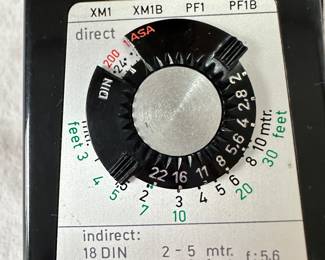 XM1 XM1B PF1 PF1B
direct
ASA
200
24
DIN
2 2.8 4 5.6 8 11 16 22
feet 3 4 5 7 10 20 30 feet
2 3 4 5 6 8 10 mtr.
indirect:
18 DIN 2 - 5 mtr. f:5,6